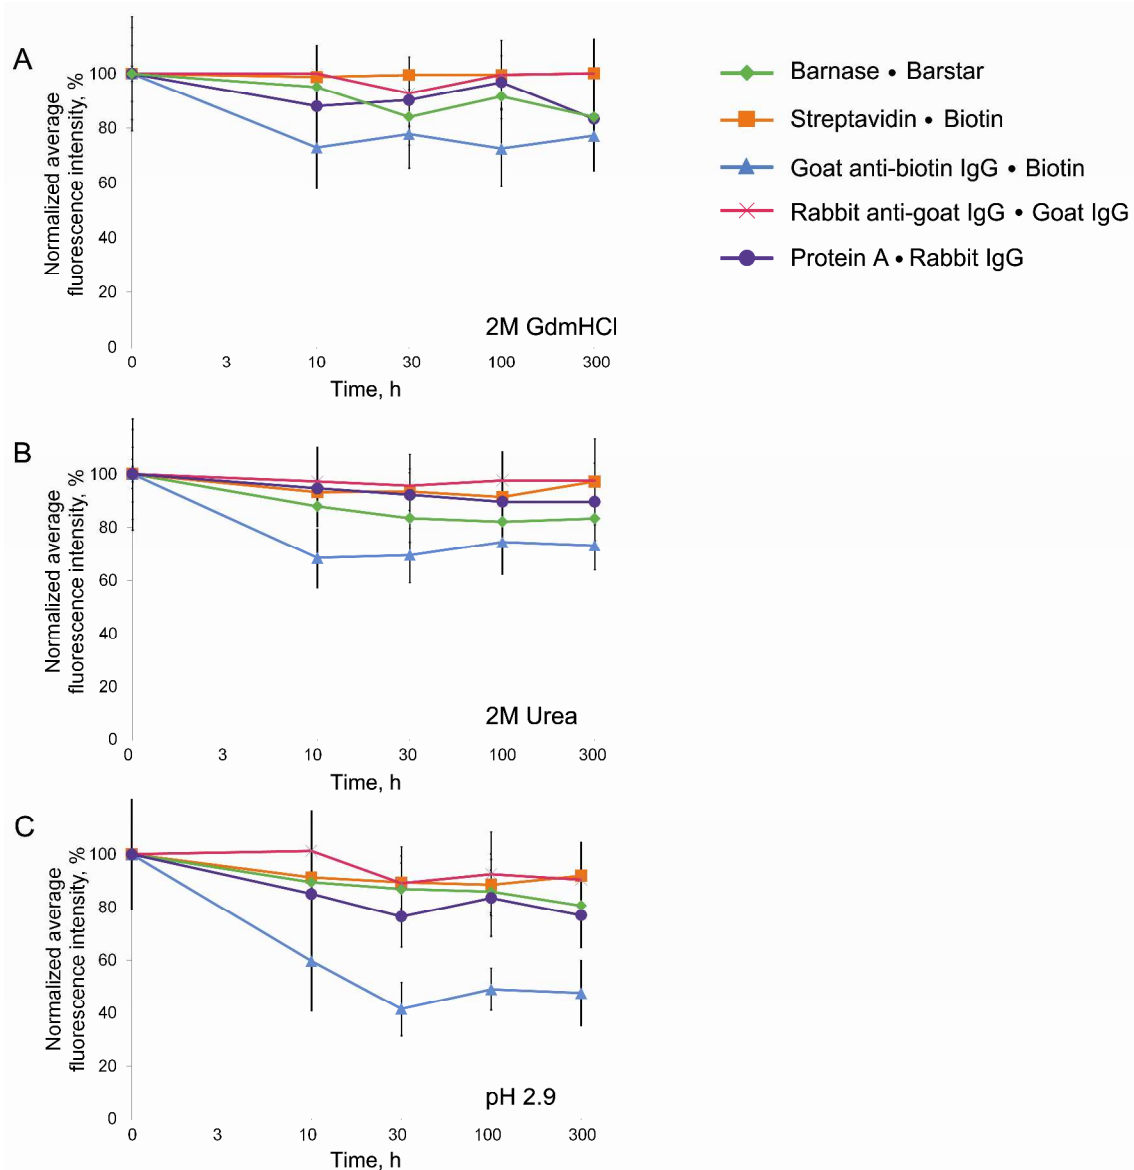 A
Normalized average
fluorescence intensity, %
100
80
60
40
20
0
0 3 10 30 100 300
Time, h
2M GdmHCl
Barnase • Barstar
Streptavidin • Biotin
Goat anti-biotin IgG • Biotin
Rabbit anti-goat IgG • Goat IgG
Protein A • Rabbit IgG
B
Normalized average
fluorescence intensity, %
100
80
60
40
20
0
0 3 10 30 100 300
Time, h
2M Urea
C
Normalized average
fluorescence intensity, %
100
80
60
40
20
0
0 3 10 30 100 300
Time, h
pH 2.9